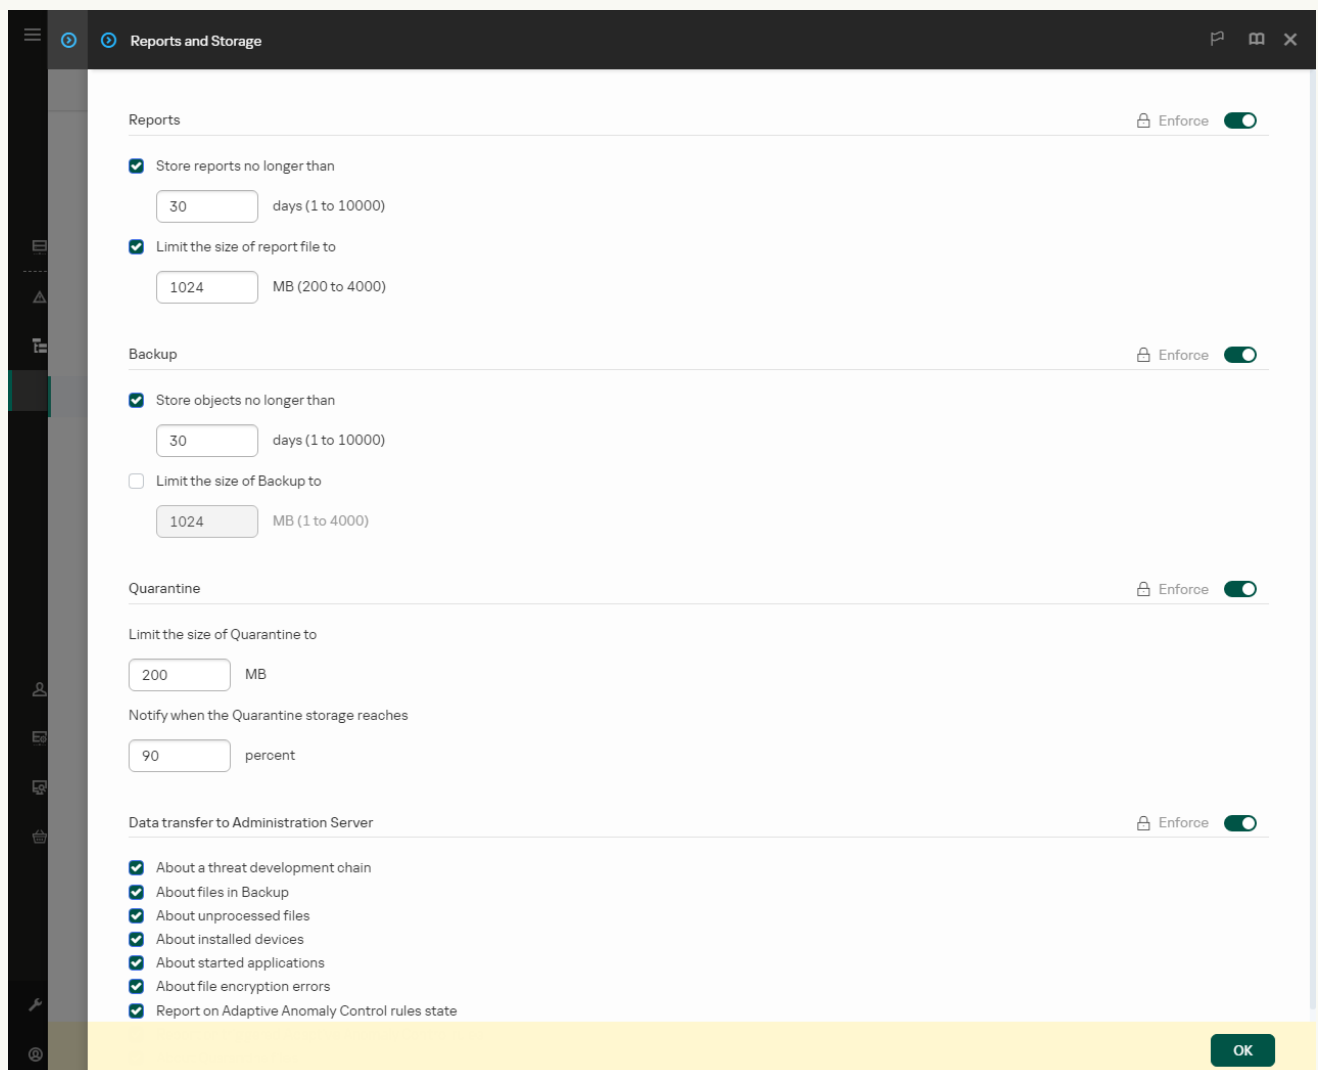 Reports and Storage
Reports Enforce
Store reports no longer than
30 days (1 to 10000)
Limit the size of report file to
1024 MB (200 to 4000)
Backup Enforce
Store objects no longer than
30 days (1 to 10000)
Limit the size of Backup to
1024 MB (1 to 4000)
Quarantine Enforce
Limit the size of Quarantine to
200 MB
Notify when the Quarantine storage reaches
90 percent
Data transfer to Administration Server Enforce
About a threat development chain
About files in Backup
About unprocessed files
About installed devices
About started applications
About file encryption errors
Report on Adaptive Anomaly Control rules state
OK